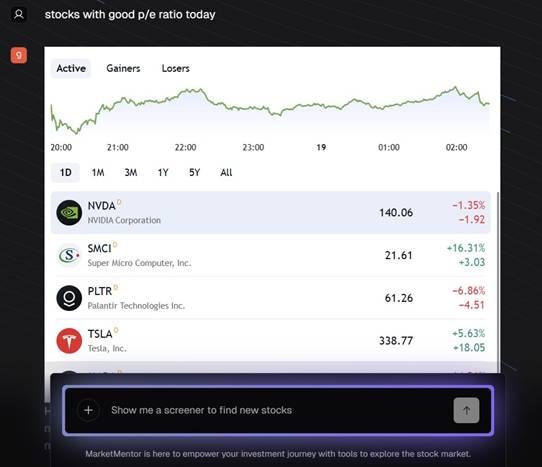 stocks with good p/e ratio today
g
Active Gainers Losers
20:00 21:00 22:00 23:00 19 01:00 02:00
1D 1M 3M 1Y 5Y All
NVDA D 140.06 −1.35%
NVIDIA Corporation −1.92
SMCI D 21.61 +16.31%
Super Micro Computer, Inc. +3.03
PLTR D 61.26 −6.86%
Palantir Technologies Inc. −4.51
TSLA D 338.77 +5.63%
Tesla, Inc. +18.05
Show me a screener to find new stocks
MarketMentor is here to empower your investment journey with tools to explore the stock market.